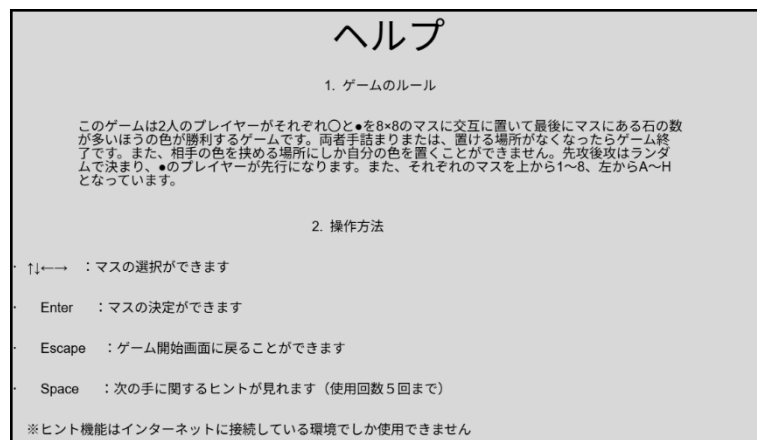 ヘルプ
1. ゲームのルール
このゲームは2人のプレイヤーがそれぞれ〇と●を8×8のマスに交互に置いて最後にマスにある石の数
が多いほうの色が勝利するゲームです。両者手詰まりまたは、置ける場所がなくなったらゲーム終
了です。また、相手の色を挟める場所にしか自分の色を置くことができません。先攻後攻はランダ
ムで決まり、●のプレイヤーが先行になります。また、それぞれのマスを上から1～8、左からA～H
となっています。
2. 操作方法
・ ↑↓←→ ：マスの選択ができます
・ Enter ：マスの決定ができます
・ Escape ：ゲーム開始画面に戻ることができます
・ Space ：次の手に関するヒントが見れます（使用回数５回まで）
※ヒント機能はインターネットに接続している環境でしか使用できません